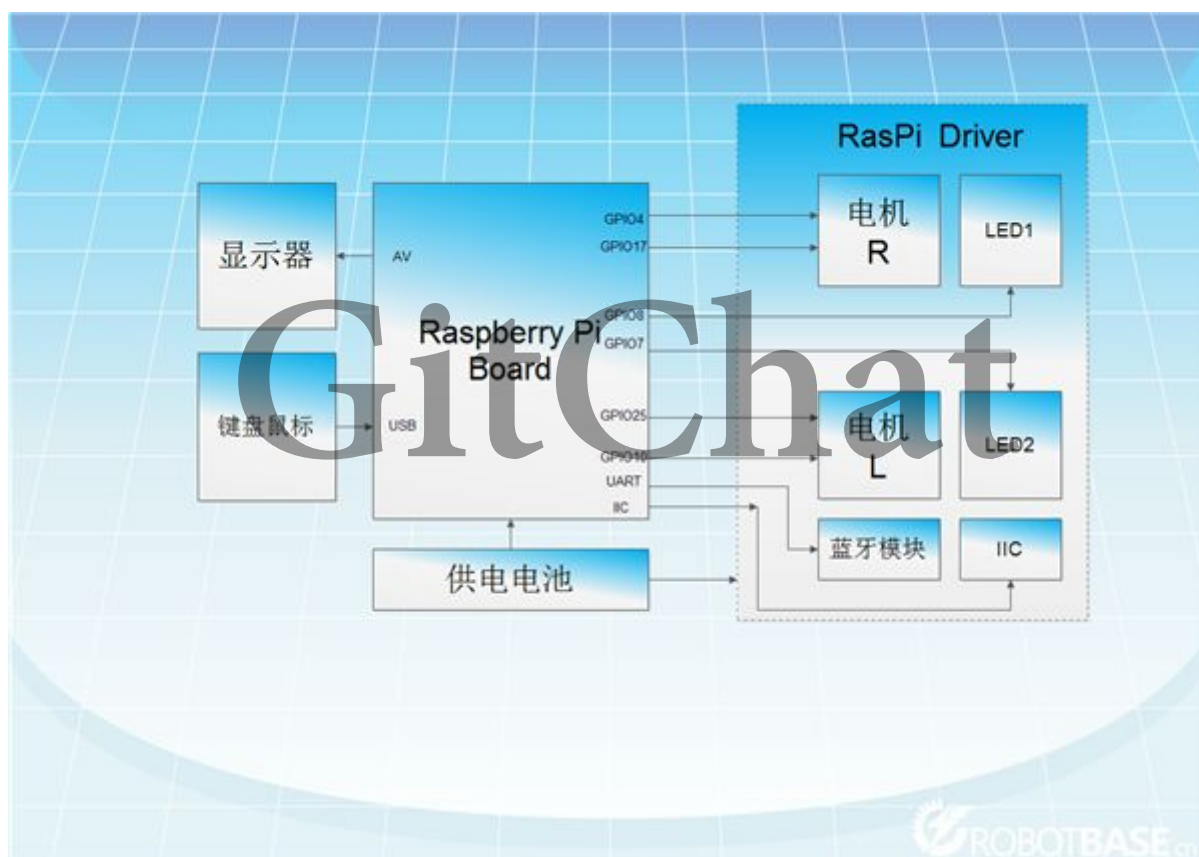 RasPi Driver
显示器
AV
Raspberry Pi
Board
GPIO4
GPIO17
GPIO8
GPIO7
GPIO25
GPIO10
UART
IIC
键盘鼠标
USB
供电电池
电机
R
LED1
电机
L
LED2
蓝牙模块
IIC
GitChat
ROBOTBASE.cn